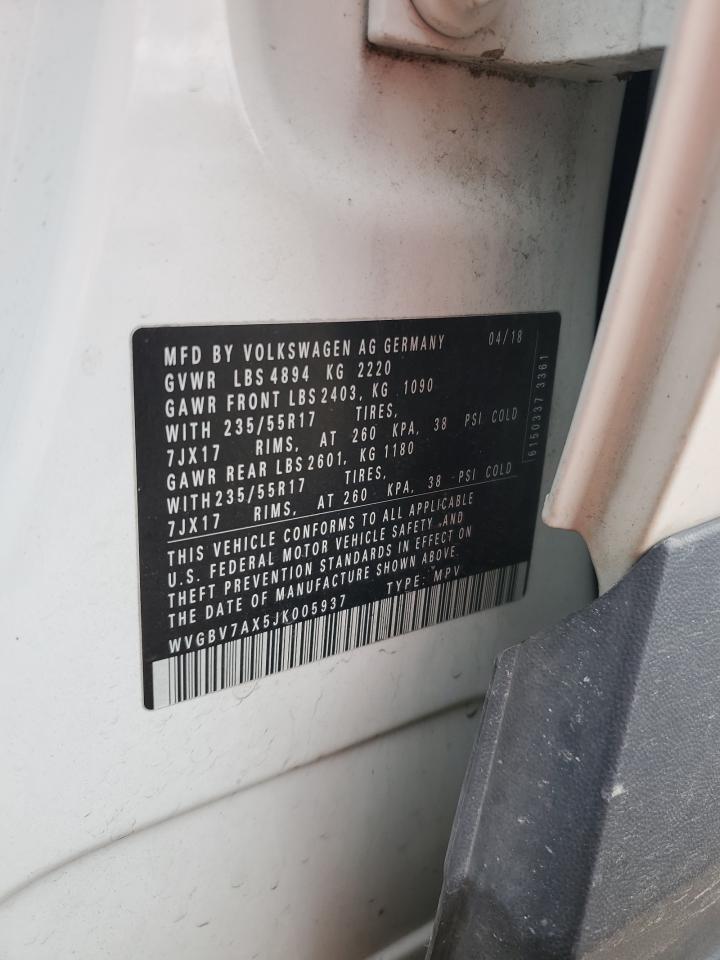 MFD BY VOLKSWAGEN AG GERMANY 04/18
GVWR LBS 4894 KG 2220
GAWR FRONT LBS 2403, KG 1090
WITH 235/55R17 TIRES,
7JX17 RIMS, AT 260 KPA, 38 PSI COLD
GAWR REAR LBS 2601, KG 1180
WITH 235/55R17 TIRES,
7JX17 RIMS, AT 260 KPA, 38 PSI COLD
THIS VEHICLE CONFORMS TO ALL APPLICABLE
U.S. FEDERAL MOTOR VEHICLE SAFETY AND
THEFT PREVENTION STANDARDS IN EFFECT ON
THE DATE OF MANUFACTURE SHOWN ABOVE.
WVGBV7AX5JK005937 TYPE: MPV
6150337 3361